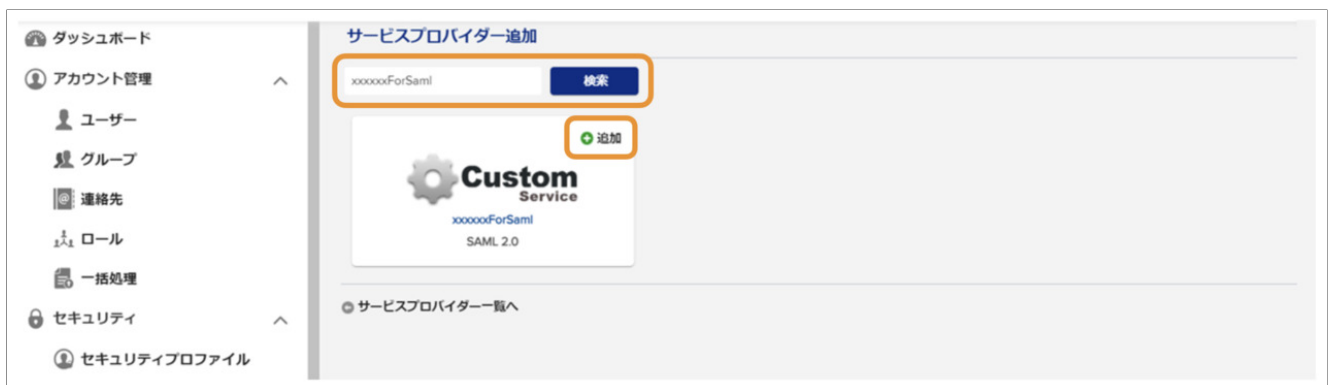 ダッシュボード
アカウント管理
ユーザー
グループ
連絡先
ロール
一括処理
セキュリティ
セキュリティプロファイル
サービスプロバイダー追加
xxxxxxForSaml 検索
追加
Custom
Service
xxxxxxForSaml
SAML 2.0
サービスプロバイダー一覧へ